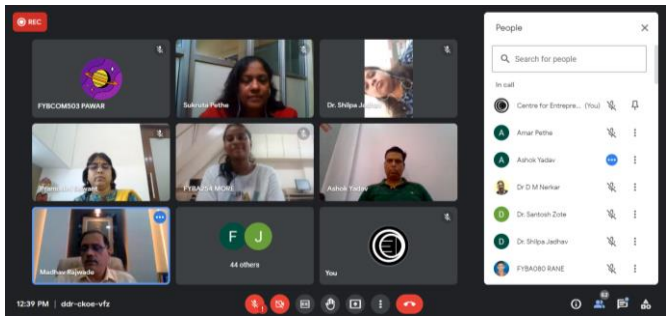 REC
FYBCOM503 PAWAR
Sukruta Pethe
Dr. Shilpa Jadhav
FYBA254 MORE
Ashok Yadav
Madhav Rajwade
F J
44 others
You
People
Search for people
In call
Centre for Entrepre... (You)
A Amar Pethe
A Ashok Yadav
Dr D M Nerkar
D Dr. Santosh Zote
D Dr. Shilpa Jadhav
FYBA080 RANE
12:39 PM | ddr-ckoe-vfz